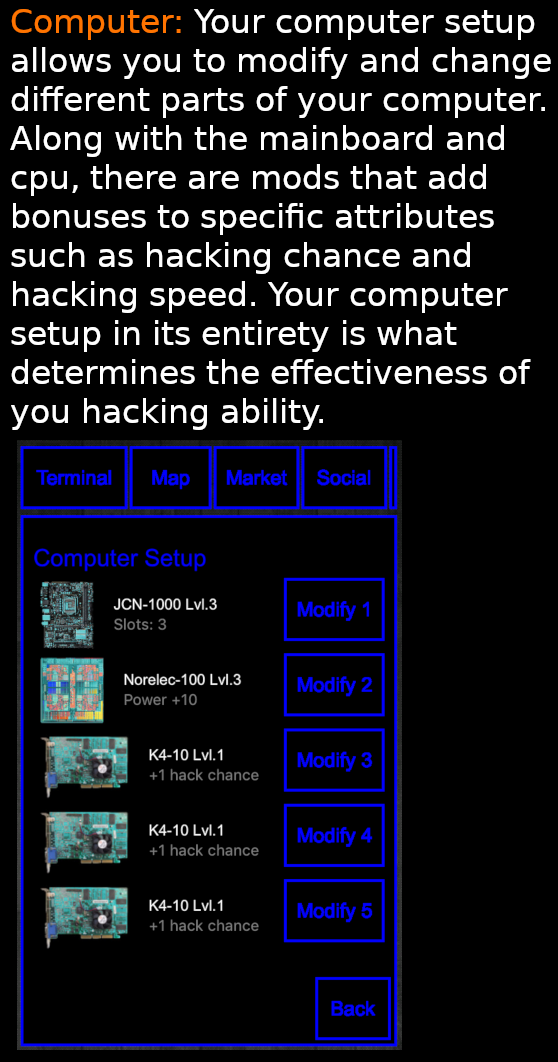 Computer: Your computer setup
allows you to modify and change
different parts of your computer.
Along with the mainboard and
cpu, there are mods that add
bonuses to specific attributes
such as hacking chance and
hacking speed. Your computer
setup in its entirety is what
determines the effectiveness of
you hacking ability.
Terminal Map Market Social
Computer Setup
JCN-1000 Lvl.3
Slots: 3
Modify 1
Norelec-100 Lvl.3
Power +10
Modify 2
K4-10 Lvl.1
+1 hack chance
Modify 3
K4-10 Lvl.1
+1 hack chance
Modify 4
K4-10 Lvl.1
+1 hack chance
Modify 5
Back